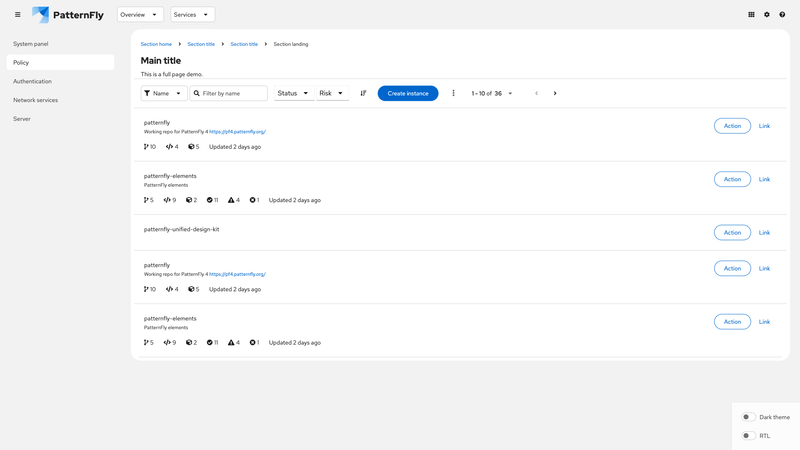 PatternFly
Overview
Services
System panel
Policy
Authentication
Network services
Server
Section home Section title Section title Section landing
Main title
This is a full page demo.
Name Filter by name Status Risk Create instance 1 - 10 of 36
patternfly
Working repo for PatternFly 4 https://pf4.patternfly.org/
10 4 5 Updated 2 days ago
Action Link
patternfly-elements
PatternFly elements
5 9 2 11 4 1 Updated 2 days ago
Action Link
patternfly-unified-design-kit
Action Link
patternfly
Working repo for PatternFly 4 https://pf4.patternfly.org/
10 4 5 Updated 2 days ago
Action Link
patternfly-elements
PatternFly elements
5 9 2 11 4 1 Updated 2 days ago
Action Link
Dark theme
RTL